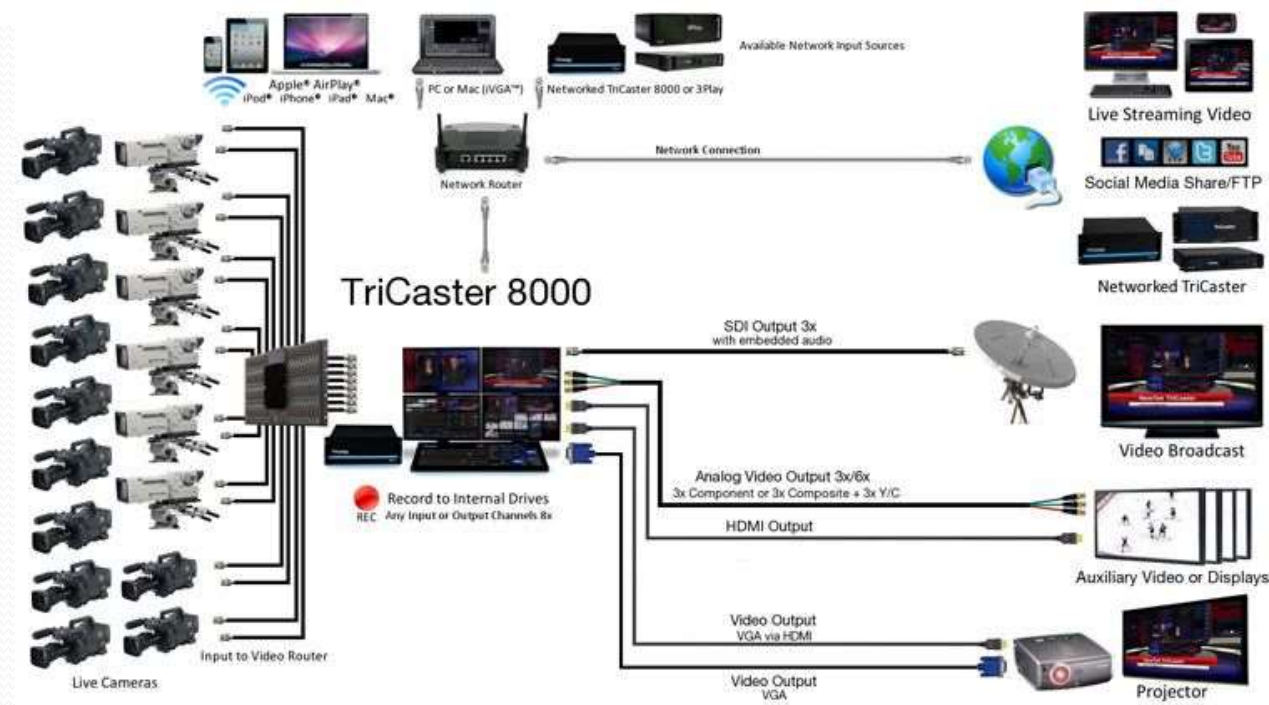 Apple® AirPlay®
iPod® iPhone® iPad® Mac®
PC or Mac (iVGA™)
Networked TriCaster 8000 or 3Play
Available Network Input Sources
Live Streaming Video
Network Connection
Network Router
Social Media Share/FTP
TriCaster 8000
Networked TriCaster
SDI Output 3x
with embedded audio
Video Broadcast
Record to Internal Drives
REC Any Input or Output Channels 8x
Analog Video Output 3x/6x
3x Component or 3x Composite + 3x Y/C
HDMI Output
Auxiliary Video or Displays
Video Output
VGA via HDMI
Input to Video Router
Live Cameras
Video Output
VGA
Projector